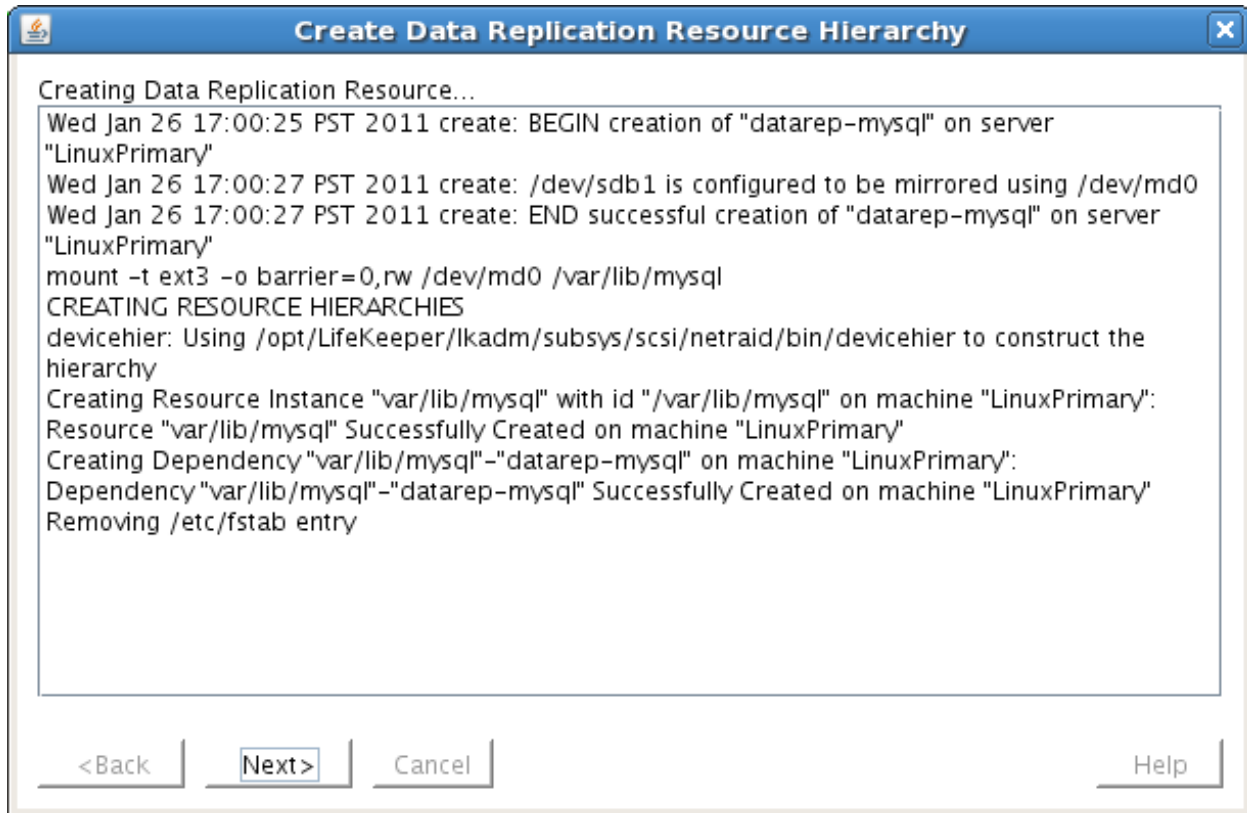 Create Data Replication Resource Hierarchy
Creating Data Replication Resource...
Wed Jan 26 17:00:25 PST 2011 create: BEGIN creation of "datarep-mysql" on server
"LinuxPrimary"
Wed Jan 26 17:00:27 PST 2011 create: /dev/sdb1 is configured to be mirrored using /dev/md0
Wed Jan 26 17:00:27 PST 2011 create: END successful creation of "datarep-mysql" on server
"LinuxPrimary"
mount -t ext3 -o barrier=0,rw /dev/md0 /var/lib/mysql
CREATING RESOURCE HIERARCHIES
devicehier: Using /opt/LifeKeeper/lkadm/subsys/scsi/netraid/bin/devicehier to construct the
hierarchy
Creating Resource Instance "var/lib/mysql" with id "/var/lib/mysql" on machine "LinuxPrimary":
Resource "var/lib/mysql" Successfully Created on machine "LinuxPrimary"
Creating Dependency "var/lib/mysql"-"datarep-mysql" on machine "LinuxPrimary":
Dependency "var/lib/mysql"-"datarep-mysql" Successfully Created on machine "LinuxPrimary"
Removing /etc/fstab entry
<Back Next> Cancel Help